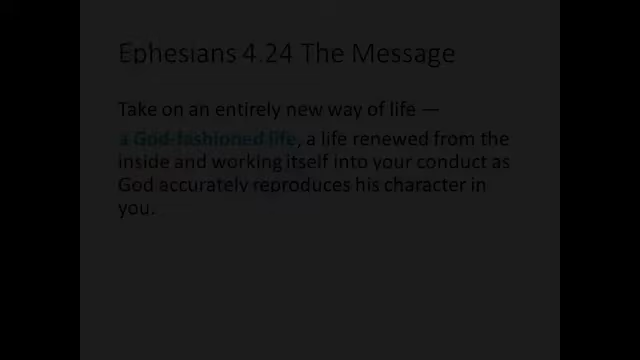 Ephesians 4.24 The Message
Take on an entirely new way of life —
a God-fashioned life, a life renewed from the
inside and working itself into your conduct as
God accurately reproduces his character in
you.